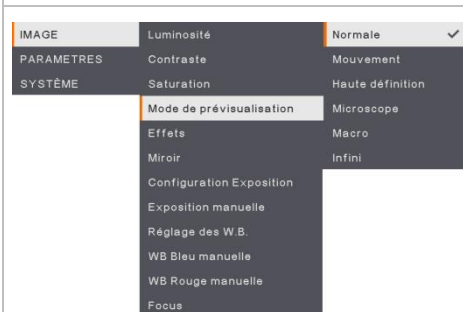 IMAGE
PARAMETRES
SYSTÈME
Luminosité
Contraste
Saturation
Mode de prévisualisation
Effets
Miroir
Configuration Exposition
Exposition manuelle
Réglage des W.B.
WB Bleu manuelle
WB Rouge manuelle
Focus
Normale
Mouvement
Haute définition
Microscope
Macro
Infini